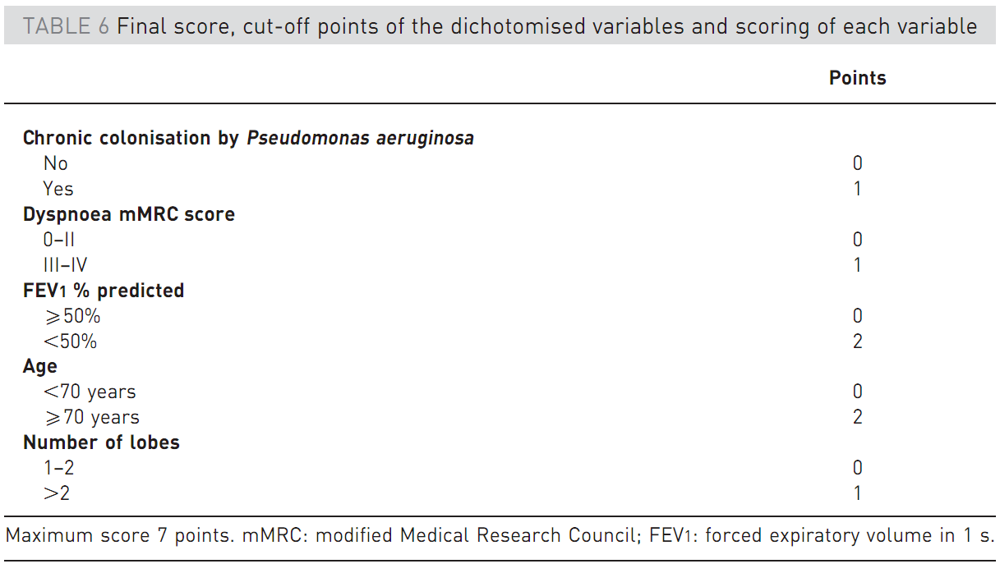 TABLE 6 Final score, cut-off points of the dichotomised variables and scoring of each variable
Points
Chronic colonisation by Pseudomonas aeruginosa
No 0
Yes 1
Dyspnoea mMRC score
0–II 0
III–IV 1
FEV1 % predicted
⩾50% 0
<50% 2
Age
<70 years 0
⩾70 years 2
Number of lobes
1–2 0
>2 1
Maximum score 7 points. mMRC: modified Medical Research Council; FEV1: forced expiratory volume in 1 s.